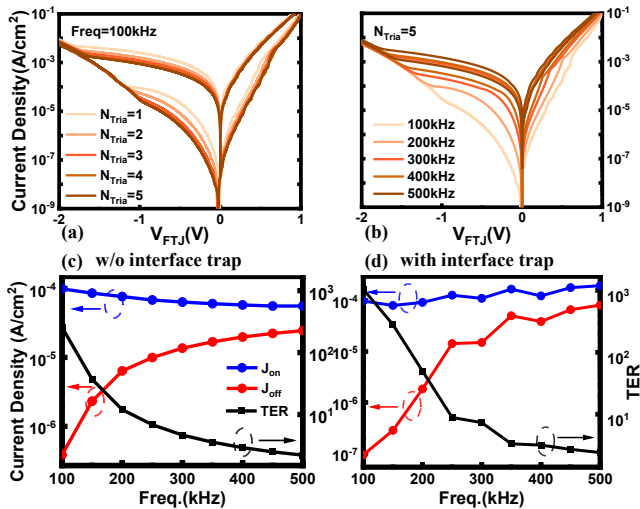 Freq=100kHz
N_Tria=1
N_Tria=2
N_Tria=3
N_Tria=4
N_Tria=5
Current Density(A/cm²)
10⁻¹
10⁻³
10⁻⁵
10⁻⁷
10⁻⁹
-2
-1
0
1
(a)
V_FTJ(V)
N_Tria=5
100kHz
200kHz
300kHz
400kHz
500kHz
10⁻¹
10⁻³
10⁻⁵
10⁻⁷
10⁻⁹
-2
-1
0
1
(b)
V_FTJ(V)
(c) w/o interface trap
Current Density (A/cm²)
10⁻⁴
10⁻⁵
10⁻⁶
J_on
J_off
TER
10³
10²
10¹
100
200
300
400
500
Freq.(kHz)
(d) with interface trap
10⁻⁴
10⁻⁵
10⁻⁶
10⁻⁷
10³
10²
10¹
TER
100
200
300
400
500
Freq.(kHz)